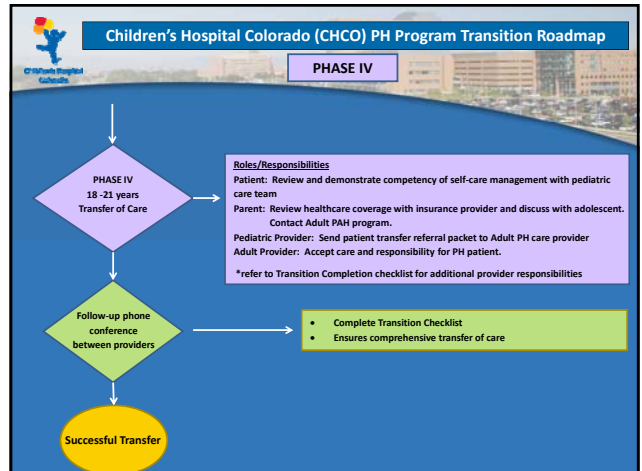 Children's Hospital Colorado (CHCO) PH Program Transition Roadmap
Children's Hospital
Colorado
PHASE IV
PHASE IV
18 -21 years
Transfer of Care
Roles/Responsibilities
Patient: Review and demonstrate competency of self-care management with pediatric
care team
Parent: Review healthcare coverage with insurance provider and discuss with adolescent.
Contact Adult PAH program.
Pediatric Provider: Send patient transfer referral packet to Adult PH care provider
Adult Provider: Accept care and responsibility for PH patient.
*refer to Transition Completion checklist for additional provider responsibilities
Follow-up phone
conference
between providers
• Complete Transition Checklist
• Ensures comprehensive transfer of care
Successful Transfer